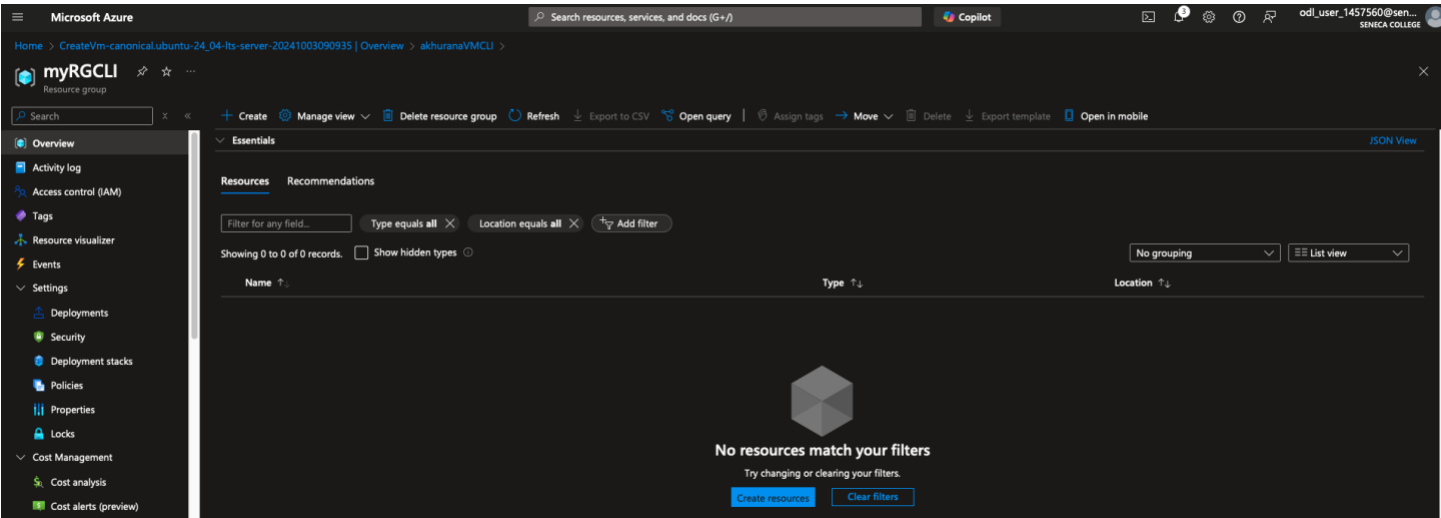 Microsoft Azure
Search resources, services, and docs (G+/)
Copilot
3
odl_user_1457560@sen...
SENECA COLLEGE
Home > CreateVm-canonical.ubuntu-24_04-lts-server-20241003090935 | Overview > akhuranaVMCLI >
myRGCLI
Resource group
Search
Create Manage view Delete resource group Refresh Export to CSV Open query | Assign tags Move Delete Export template Open in mobile
Essentials
JSON View
Overview
Activity log
Access control (IAM)
Tags
Resource visualizer
Events
Settings
Deployments
Security
Deployment stacks
Policies
Properties
Locks
Cost Management
Cost analysis
Cost alerts (preview)
Resources Recommendations
Filter for any field...
Type equals all
Location equals all
Add filter
Showing 0 to 0 of 0 records.
Show hidden types
No grouping
List view
Name
Type
Location
No resources match your filters
Try changing or clearing your filters.
Create resources
Clear filters